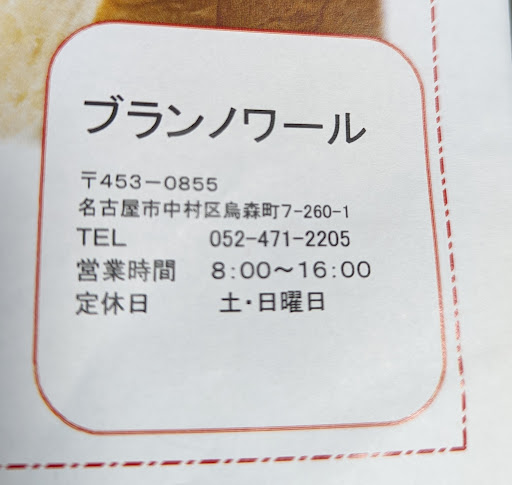 ブランノワール
〒453－0855
名古屋市中村区烏森町7-260-1
TEL 052-471-2205
営業時間 8:00～16:00
定休日 土・日曜日